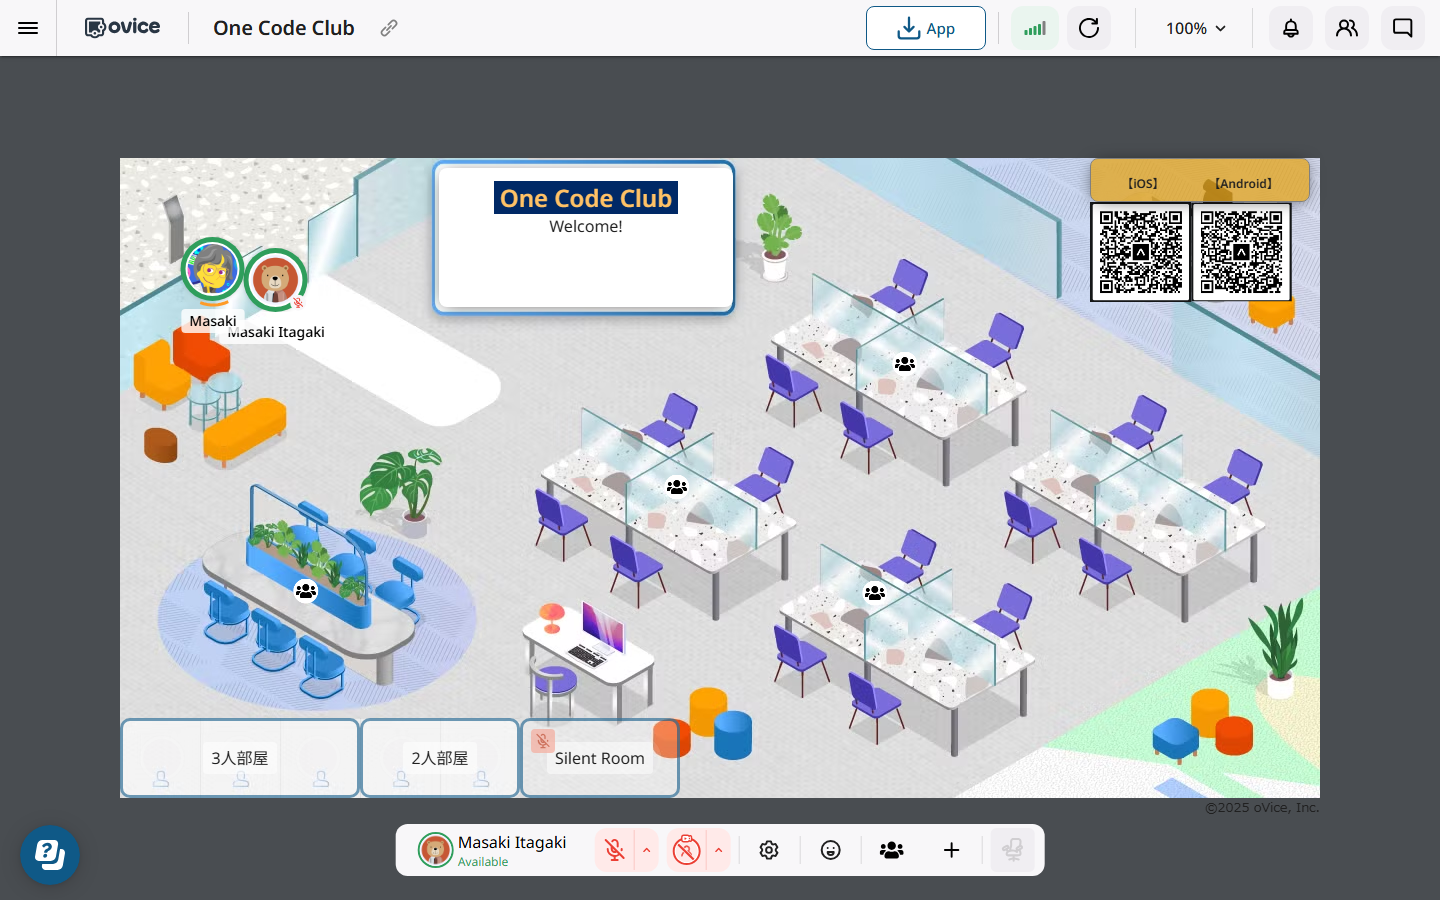 ovice
One Code Club
App
100%
One Code Club
Welcome!
【iOS】
【Android】
Masaki
Masaki Itagaki
3人部屋
2人部屋
Silent Room
©2025 oVice, Inc.
Masaki Itagaki
Available